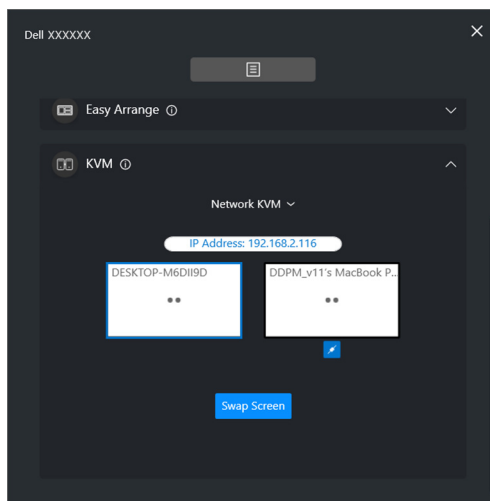 Dell XXXXXX
Easy Arrange
KVM
Network KVM
IP Address: 192.168.2.116
DESKTOP-M6DII9D
DDPM_v11's MacBook P..
Swap Screen